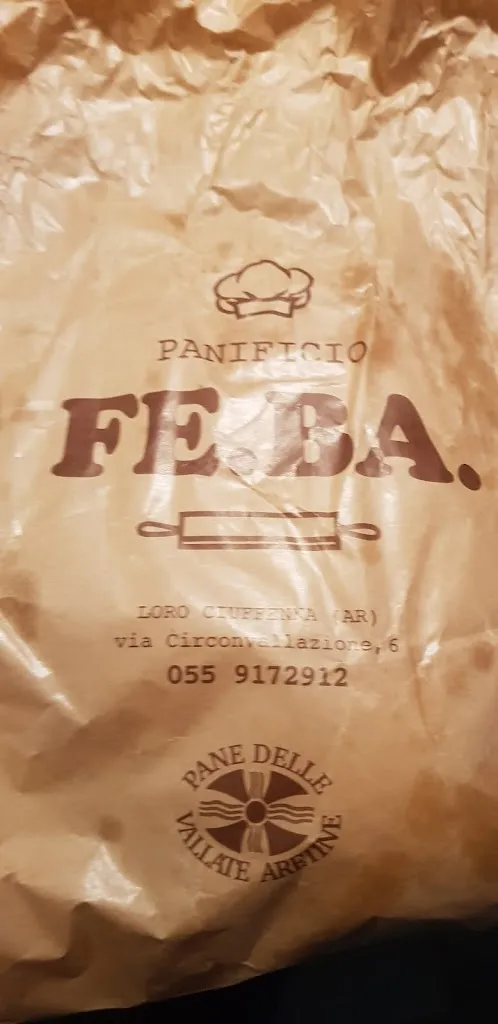 PANIFICIO
FE.BA.
LORO CIUFFENNA (AR)
via Circonvallazione,6
055 9172912
PANE DELLE
VALLATE ARETINE